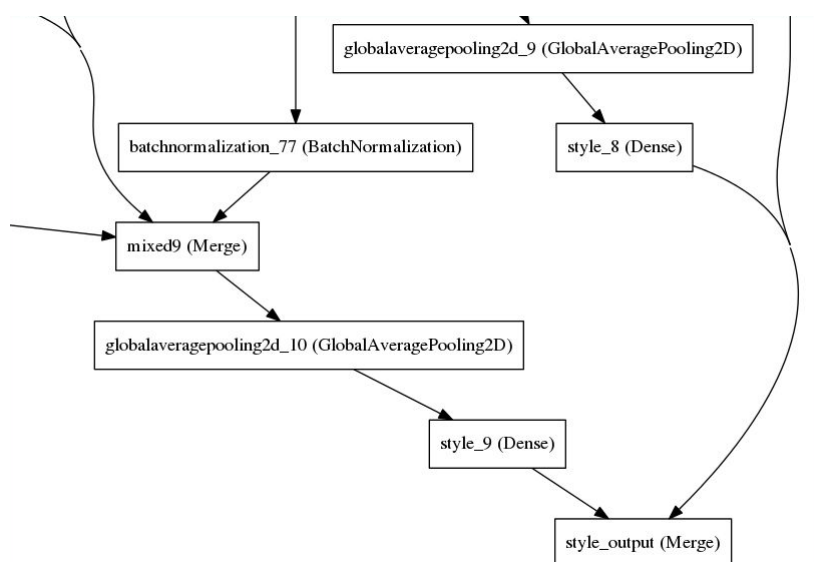 globalaveragepooling2d_9 (GlobalAveragePooling2D)
batchnormalization_77 (BatchNormalization)
style_8 (Dense)
mixed9 (Merge)
globalaveragepooling2d_10 (GlobalAveragePooling2D)
style_9 (Dense)
style_output (Merge)